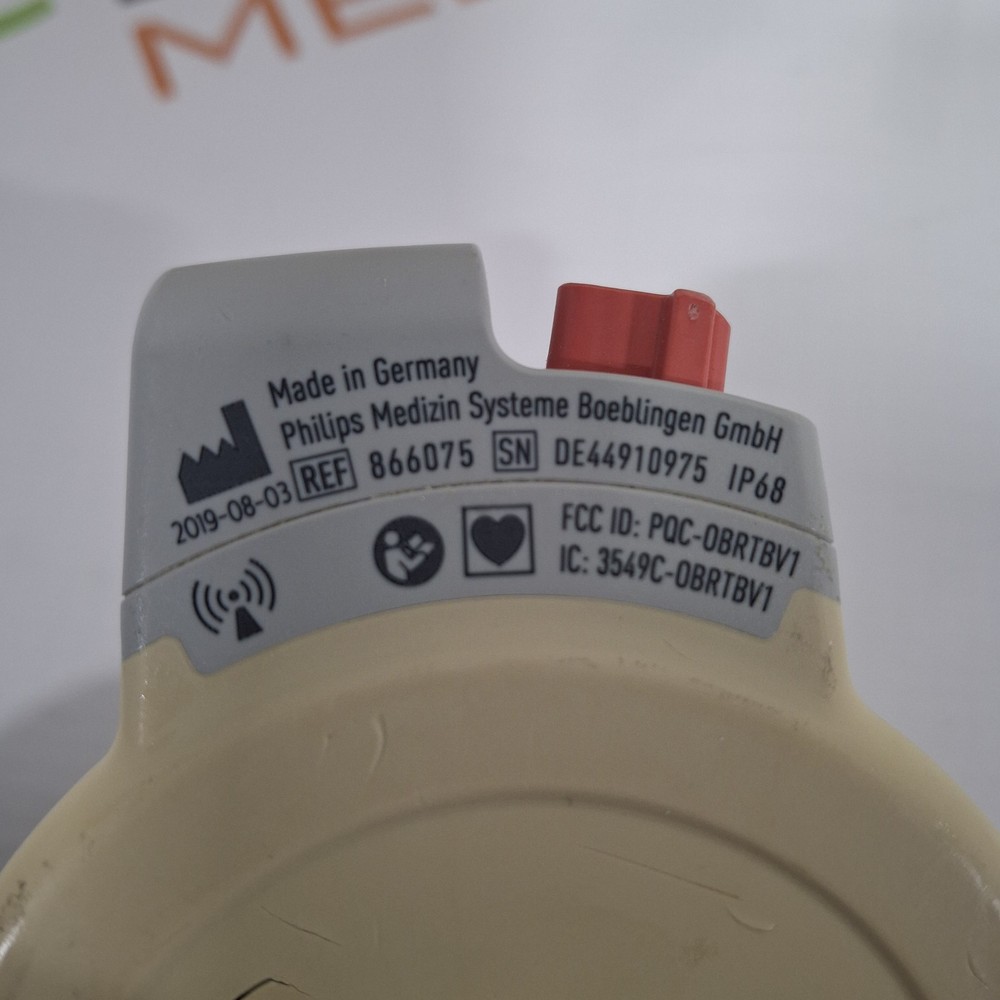 ME
Made in Germany
Philips Medizin Systeme Boeblingen GmbH
2019-08-03 REF 866075 SN DE44910975 IP68
FCC ID: PQC-OBRTBV1
IC: 3549C-OBRTBV1